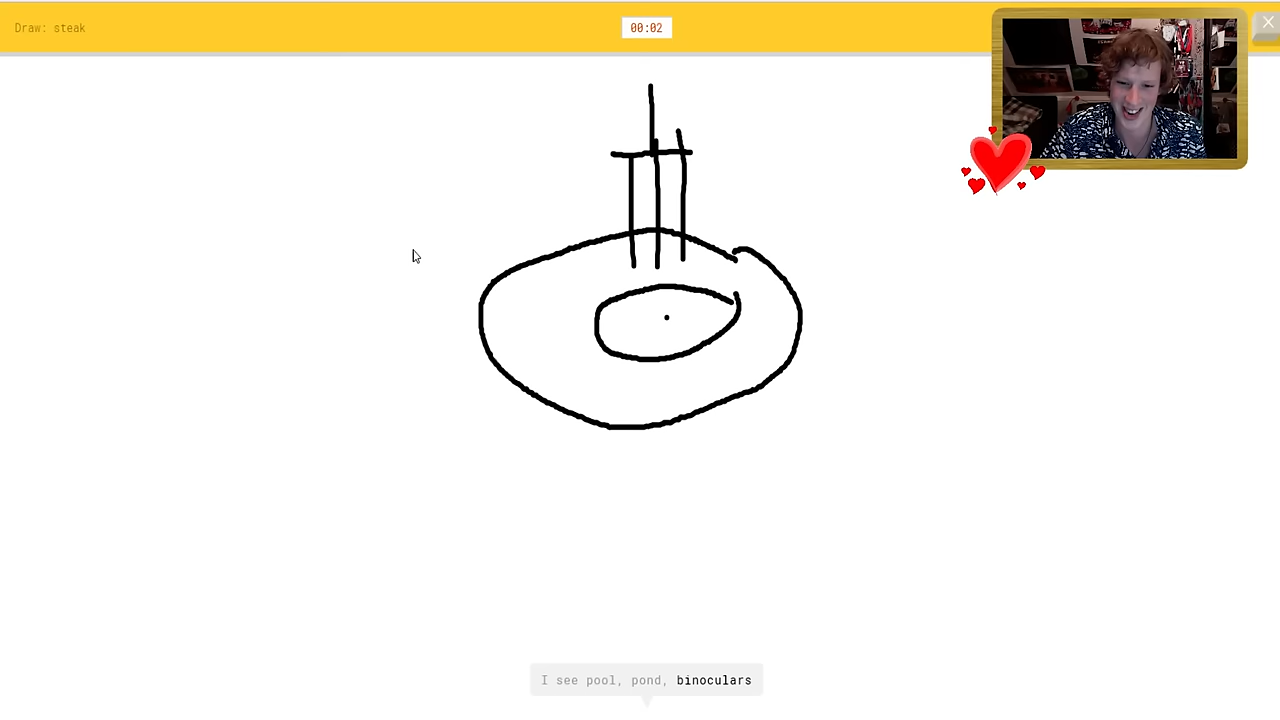 Draw: steak
00:02
I see pool, pond, binoculars